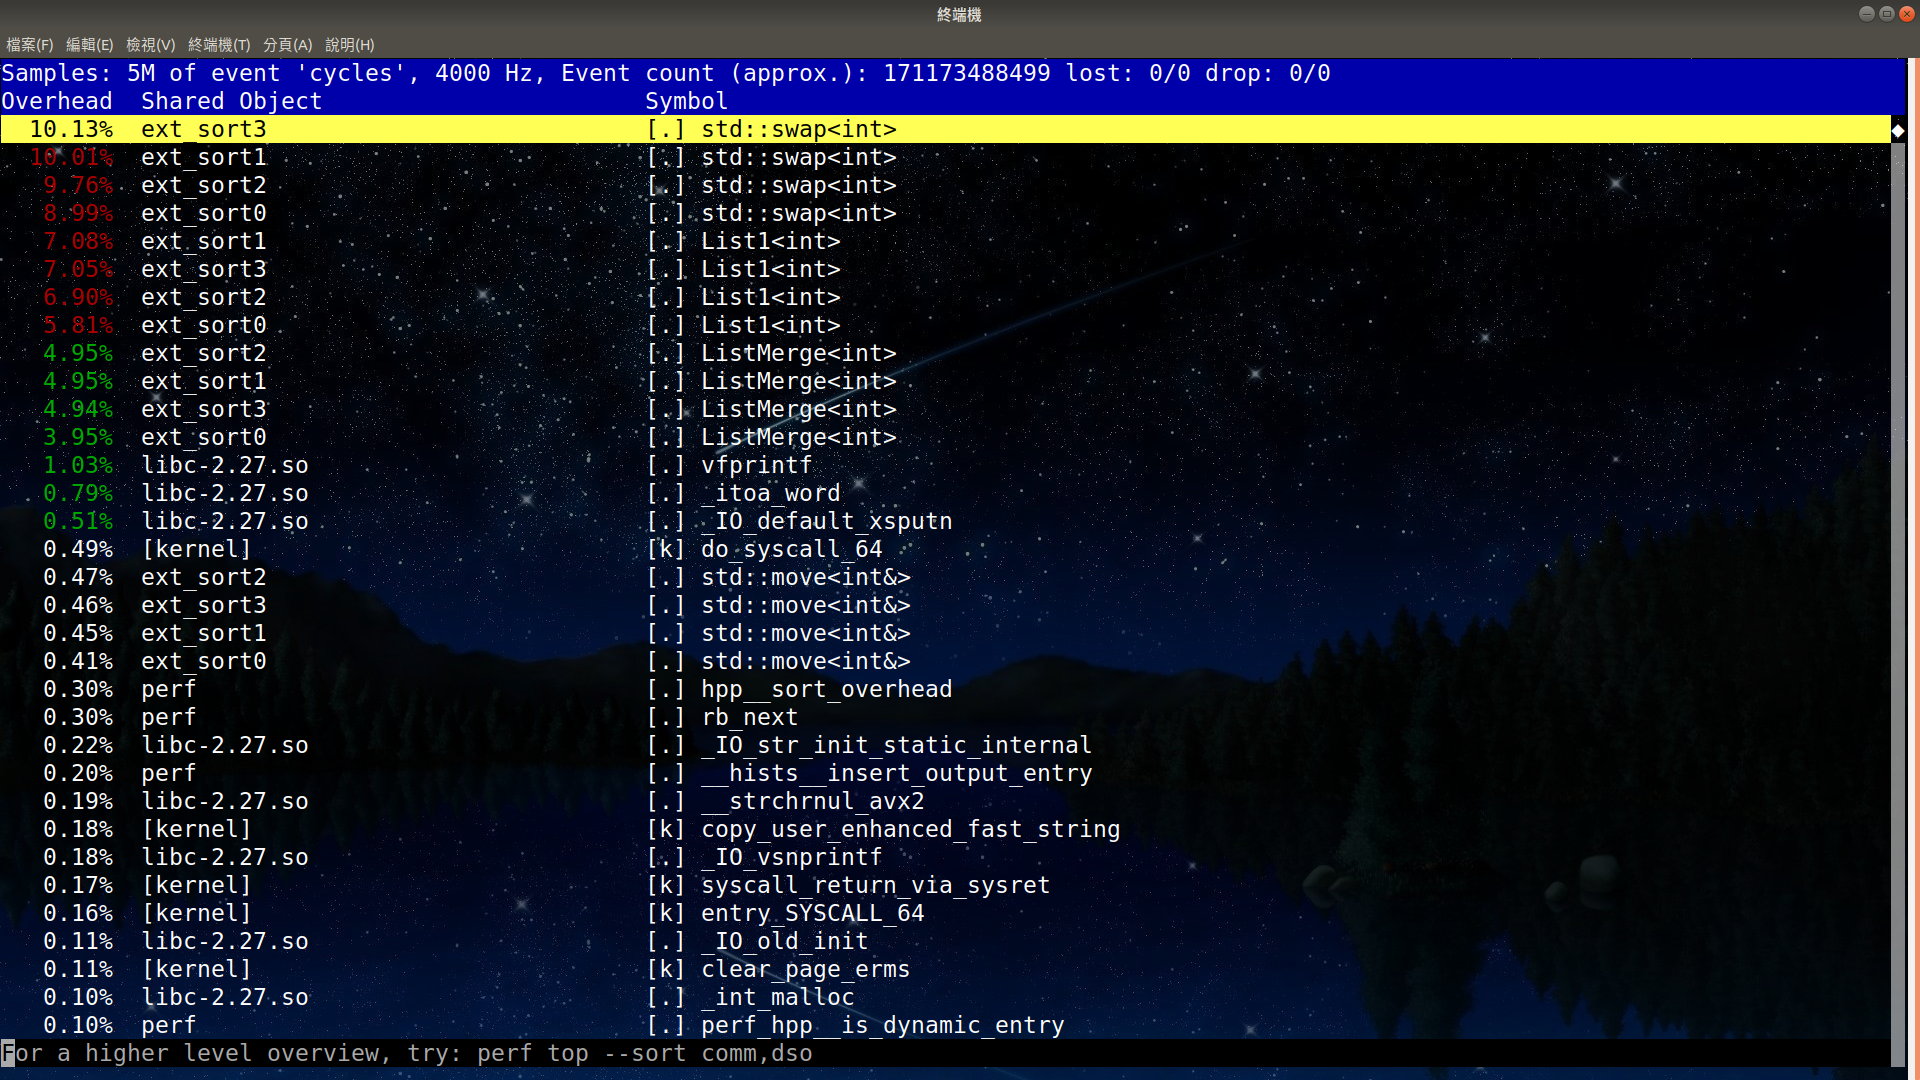 終端機
檔案(F) 編輯(E) 檢視(V) 終端機(T) 分頁(A) 說明(H)
Samples: 5M of event 'cycles', 4000 Hz, Event count (approx.): 171173488499 lost: 0/0 drop: 0/0
Overhead Shared Object Symbol
10.13% ext_sort3 [.] std::swap<int>
10.01% ext_sort1 [.] std::swap<int>
9.76% ext_sort2 [.] std::swap<int>
8.99% ext_sort0 [.] std::swap<int>
7.08% ext_sort1 [.] List1<int>
7.05% ext_sort3 [.] List1<int>
6.90% ext_sort2 [.] List1<int>
5.81% ext_sort0 [.] List1<int>
4.95% ext_sort2 [.] ListMerge<int>
4.95% ext_sort1 [.] ListMerge<int>
4.94% ext_sort3 [.] ListMerge<int>
3.95% ext_sort0 [.] ListMerge<int>
1.03% libc-2.27.so [.] vfprintf
0.79% libc-2.27.so [.] _itoa_word
0.51% libc-2.27.so [.] _IO_default_xsputn
0.49% [kernel] [k] do_syscall_64
0.47% ext_sort2 [.] std::move<int&>
0.46% ext_sort3 [.] std::move<int&>
0.45% ext_sort1 [.] std::move<int&>
0.41% ext_sort0 [.] std::move<int&>
0.30% perf [.] hpp__sort_overhead
0.30% perf [.] rb_next
0.22% libc-2.27.so [.] _IO_str_init_static_internal
0.20% perf [.] __hists__insert_output_entry
0.19% libc-2.27.so [.] __strchrnul_avx2
0.18% [kernel] [k] copy_user_enhanced_fast_string
0.18% libc-2.27.so [.] _IO_vsnprintf
0.17% [kernel] [k] syscall_return_via_sysret
0.16% [kernel] [k] entry_SYSCALL_64
0.11% libc-2.27.so [.] _IO_old_init
0.11% [kernel] [k] clear_page_erms
0.10% libc-2.27.so [.] _int_malloc
0.10% perf [.] perf_hpp__is_dynamic_entry
For a higher level overview, try: perf top --sort comm,dso